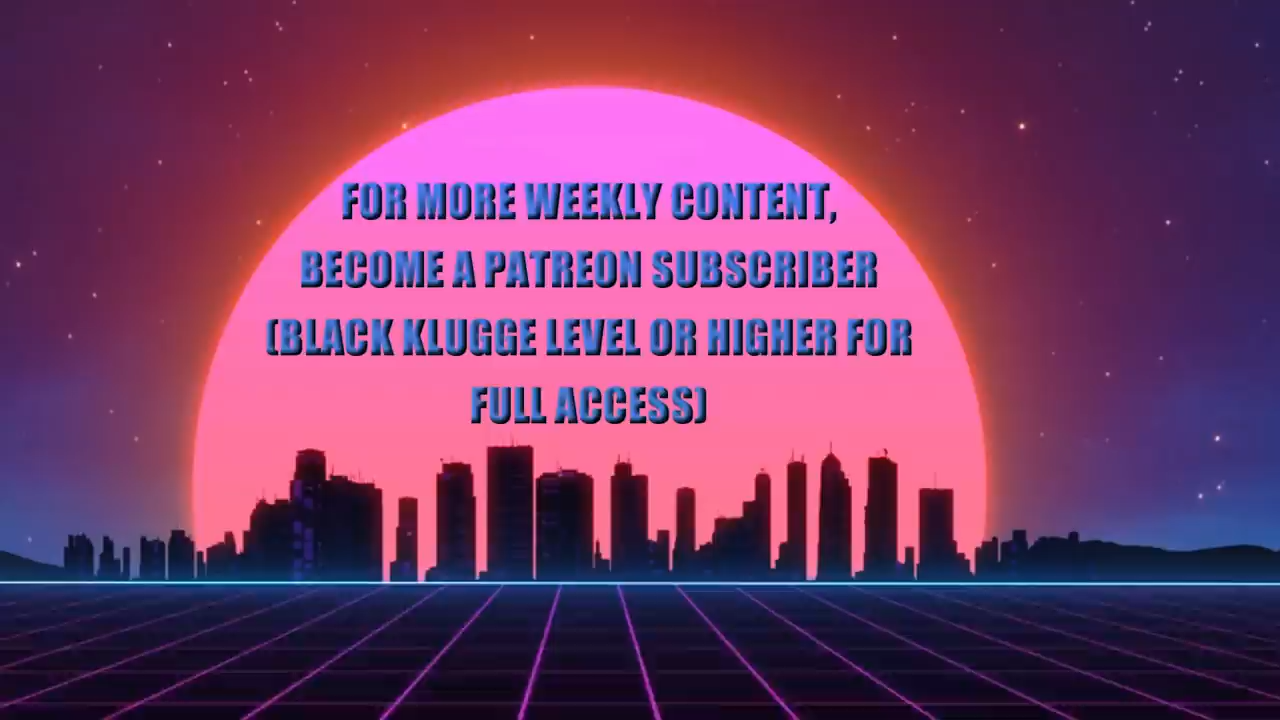 FOR MORE WEEKLY CONTENT,
BECOME A PATREON SUBSCRIBER
(BLACK KLUGGE LEVEL OR HIGHER FOR
FULL ACCESS)